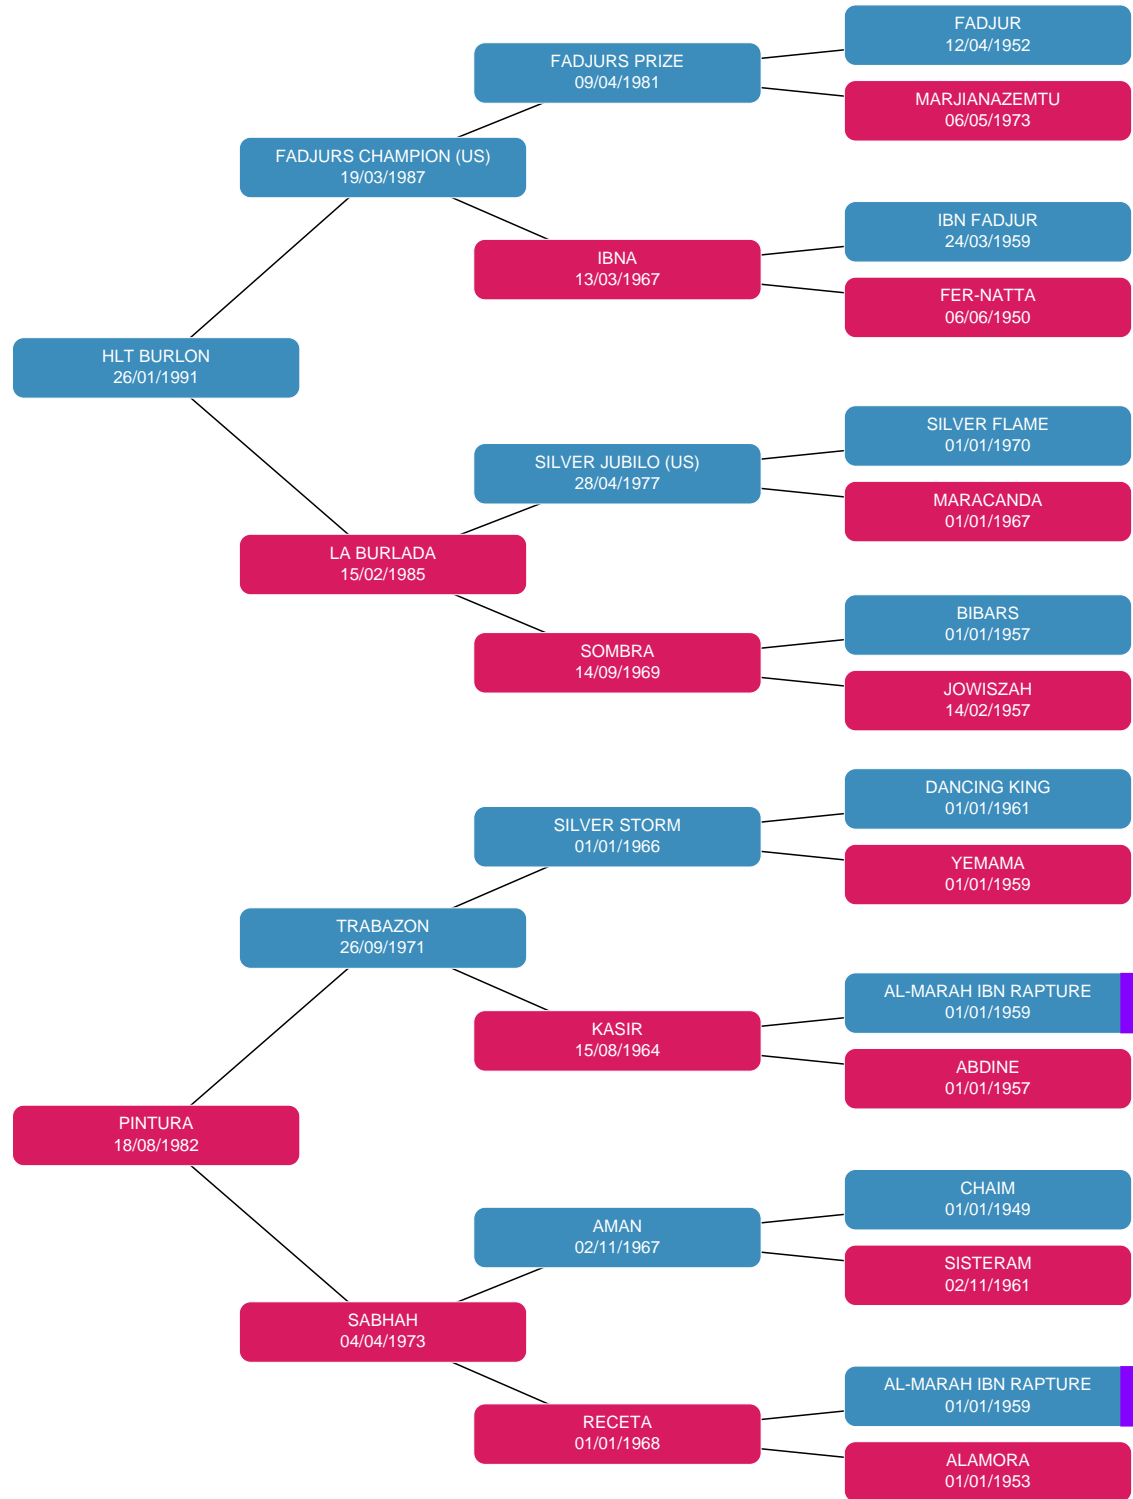 FADJUR
12/04/1952
FADJURS PRIZE
09/04/1981
MARJIANAZEMTU
06/05/1973
FADJURS CHAMPION (US)
19/03/1987
IBN FADJUR
24/03/1959
IBNA
13/03/1967
FER-NATTA
06/06/1950
HLT BURLON
26/01/1991
SILVER FLAME
01/01/1970
SILVER JUBILO (US)
28/04/1977
MARACANDA
01/01/1967
LA BURLADA
15/02/1985
BIBARS
01/01/1957
SOMBRA
14/09/1969
JOWISZAH
14/02/1957
DANCING KING
01/01/1961
SILVER STORM
01/01/1966
YEMAMA
01/01/1959
TRABAZON
26/09/1971
AL-MARAH IBN RAPTURE
01/01/1959
KASIR
15/08/1964
ABDINE
01/01/1957
PINTURA
18/08/1982
CHAIM
01/01/1949
AMAN
02/11/1967
SISTERAM
02/11/1961
SABHAH
04/04/1973
AL-MARAH IBN RAPTURE
01/01/1959
RECETA
01/01/1968
ALAMORA
01/01/1953